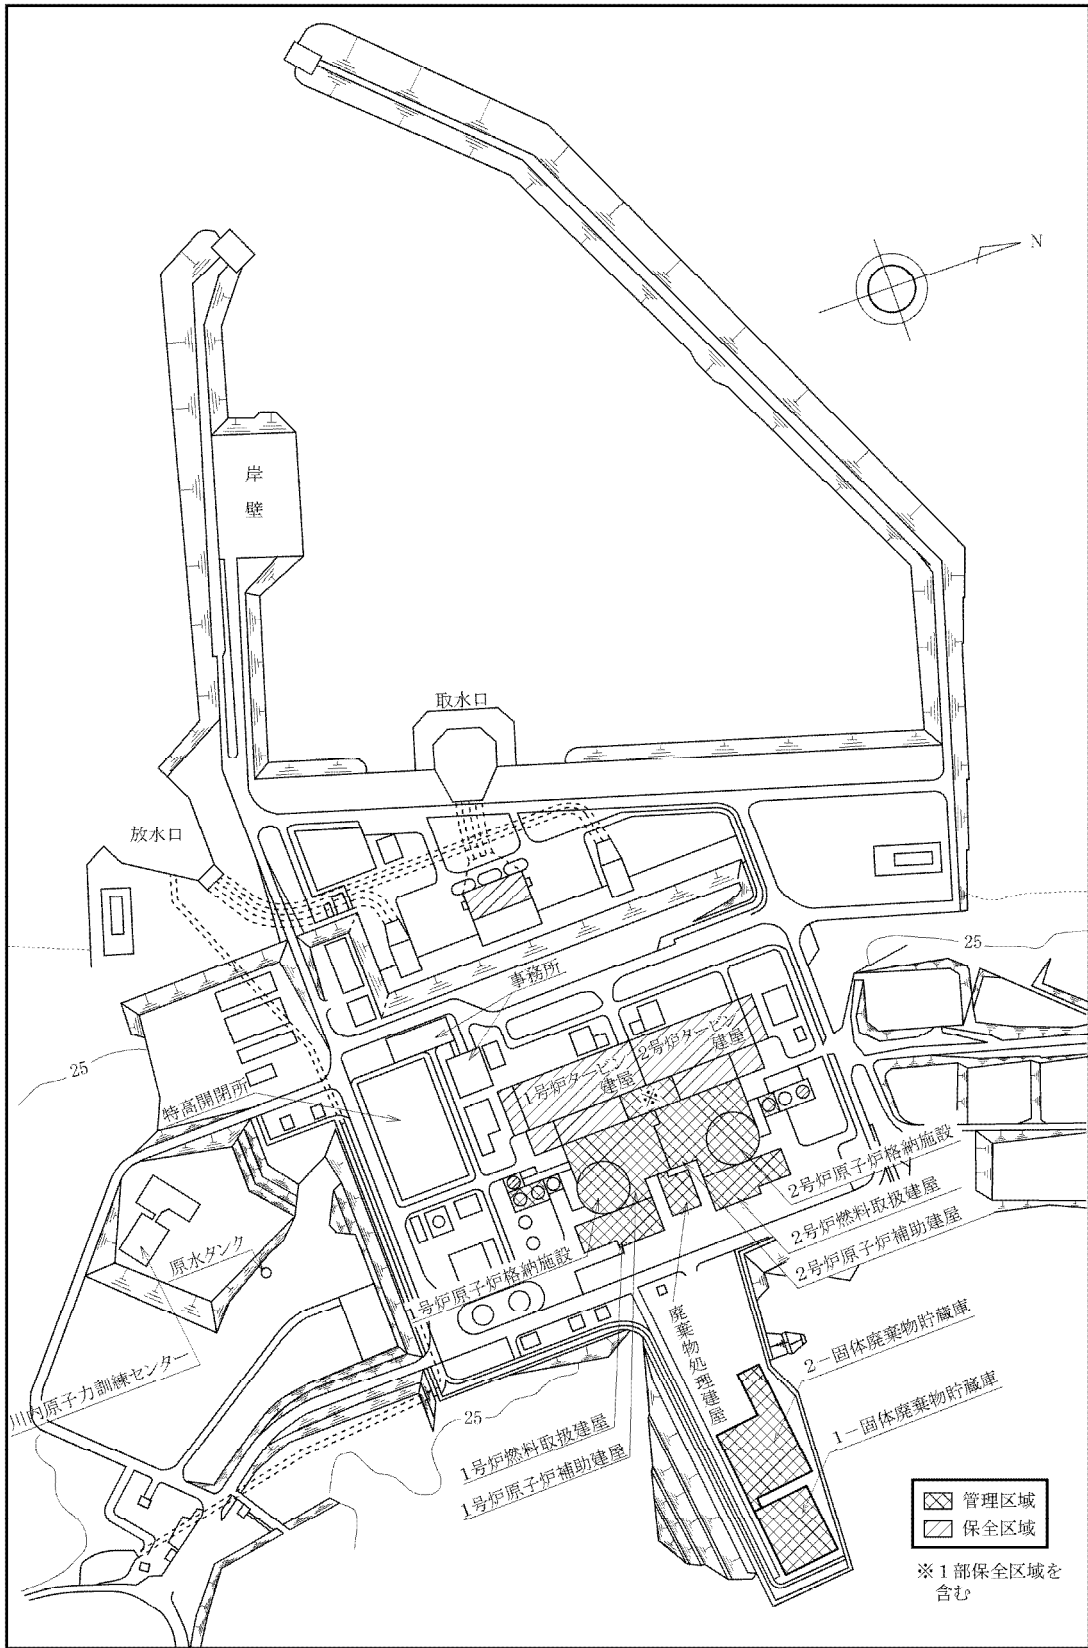 N
岸
壁
取水口
放水口
25
事務所
25
特高開閉所
1号炉タービン
建屋
2号炉タービン
建屋
※
2号炉原子炉格納施設
2号炉燃料取扱建屋
2号炉原子炉補助建屋
原水タンク
川内原子力訓練センター
1号炉原子炉格納施設
廃棄物処理建屋
2－固体廃棄物貯蔵庫
1－固体廃棄物貯蔵庫
25
1号炉燃料取扱建屋
1号炉原子炉補助建屋
管理区域
保全区域
※1部保全区域を
含む